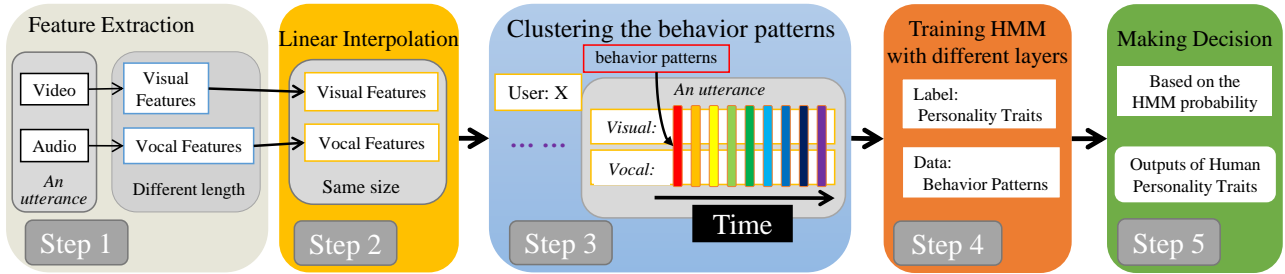 Feature Extraction
Video
Visual
Features
Audio
Vocal Features
An
utterance
Different length
Step 1
Linear Interpolation
Visual Features
Vocal Features
Same size
Step 2
Clustering the behavior patterns
behavior patterns
User: X
... ...
An utterance
Visual:
Vocal:
Time
Step 3
Training HMM
with different layers
Label:
Personality Traits
Data:
Behavior Patterns
Step 4
Making Decision
Based on the
HMM probability
Outputs of Human
Personality Traits
Step 5